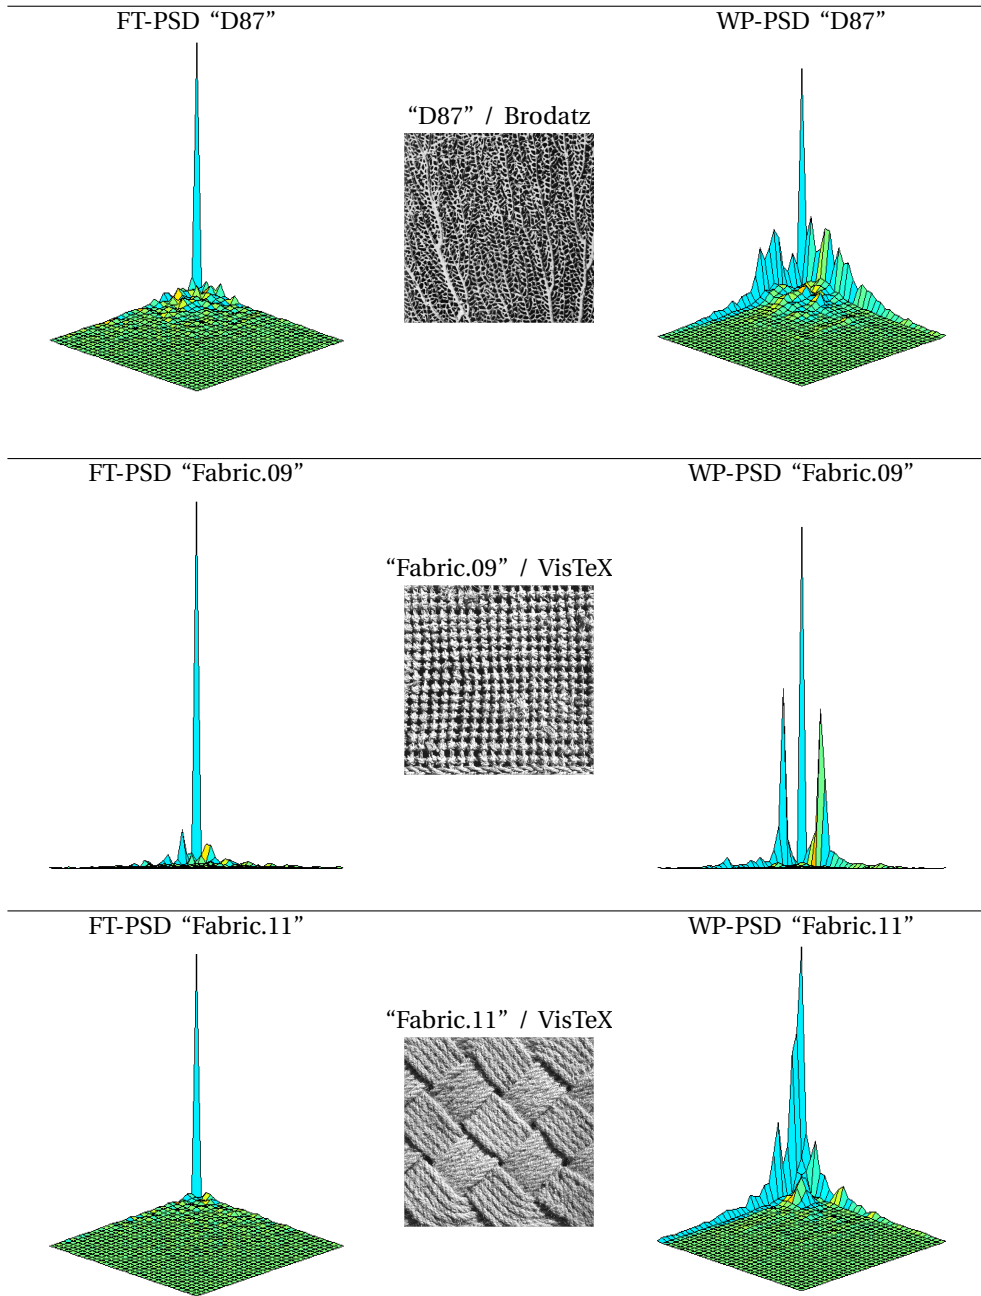 FT-PSD “D87”
WP-PSD “D87”
“D87” / Brodatz
FT-PSD “Fabric.09”
WP-PSD “Fabric.09”
“Fabric.09” / VisTeX
FT-PSD “Fabric.11”
WP-PSD “Fabric.11”
“Fabric.11” / VisTeX